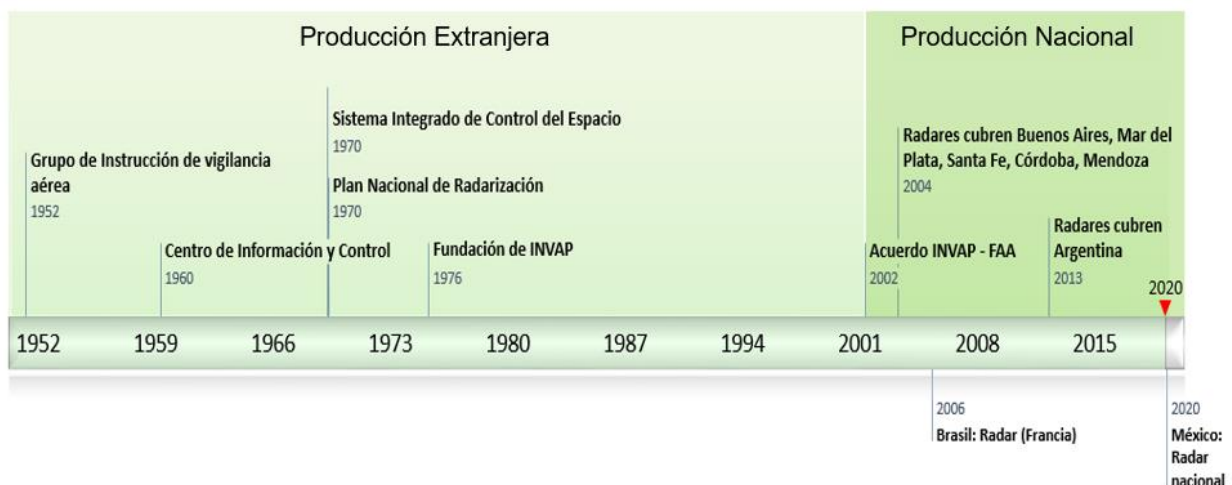 Producción Extranjera
Producción Nacional
Sistema Integrado de Control del Espacio
1970
Radares cubren Buenos Aires, Mar del
Plata, Santa Fe, Córdoba, Mendoza
2004
Grupo de Instrucción de vigilancia
aérea
1952
Plan Nacional de Radarización
1970
Radares cubren
Argentina
2013
Centro de Información y Control
1960
Fundación de INVAP
1976
Acuerdo INVAP - FAA
2002
2020
1952 1959 1966 1973 1980 1987 1994 2001 2008 2015
2006
Brasil: Radar (Francia)
2020
México:
Radar
nacional